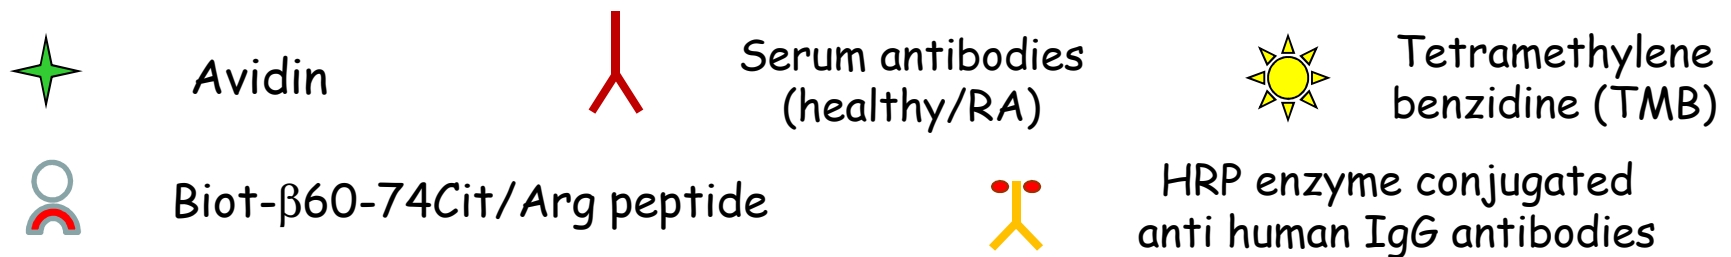 Avidin
Serum antibodies
(healthy/RA)
Tetramethylene
benzidine (TMB)
Biot-β60-74Cit/Arg peptide
HRP enzyme conjugated
anti human IgG antibodies